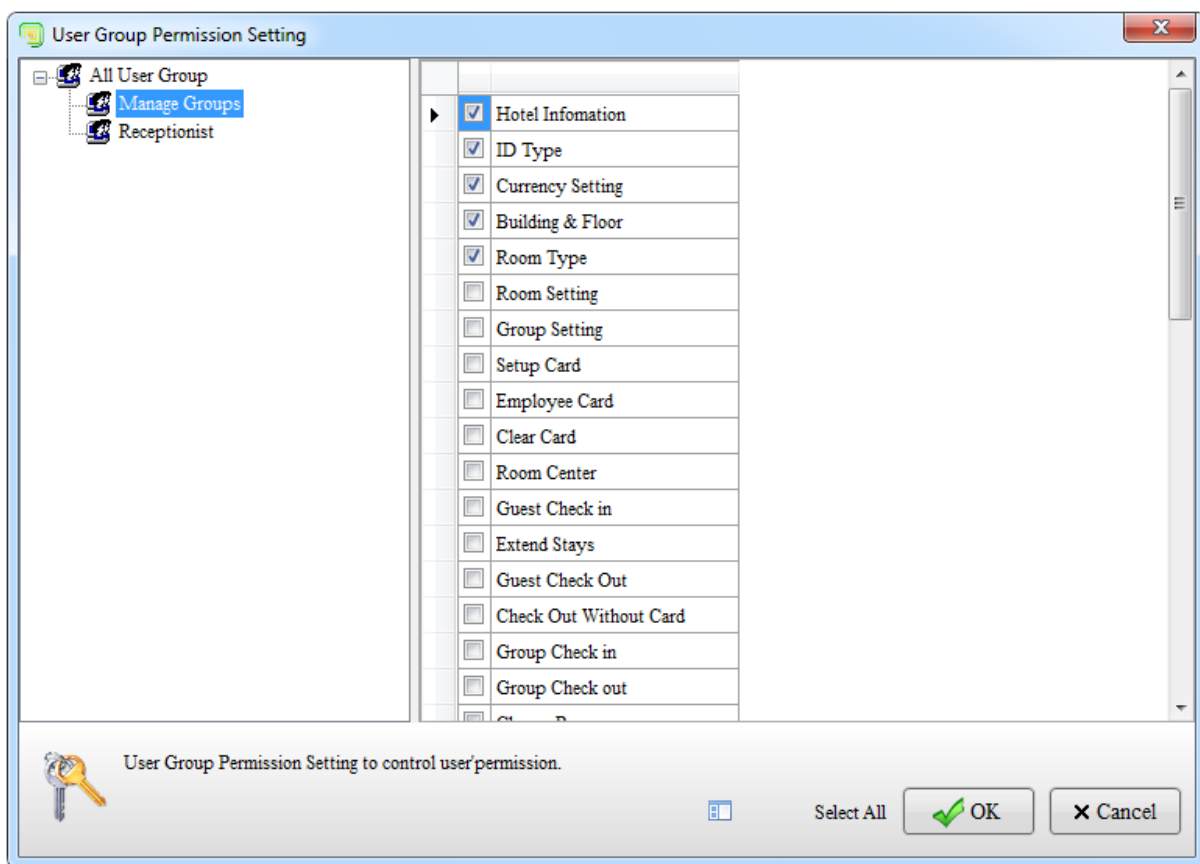 User Group Permission Setting
All User Group
Manage Groups
Receptionist
Hotel Infomation
ID Type
Currency Setting
Building & Floor
Room Type
Room Setting
Group Setting
Setup Card
Employee Card
Clear Card
Room Center
Guest Check in
Extend Stays
Guest Check Out
Check Out Without Card
Group Check in
Group Check out
User Group Permission Setting to control user'permission.
Select All
OK
Cancel